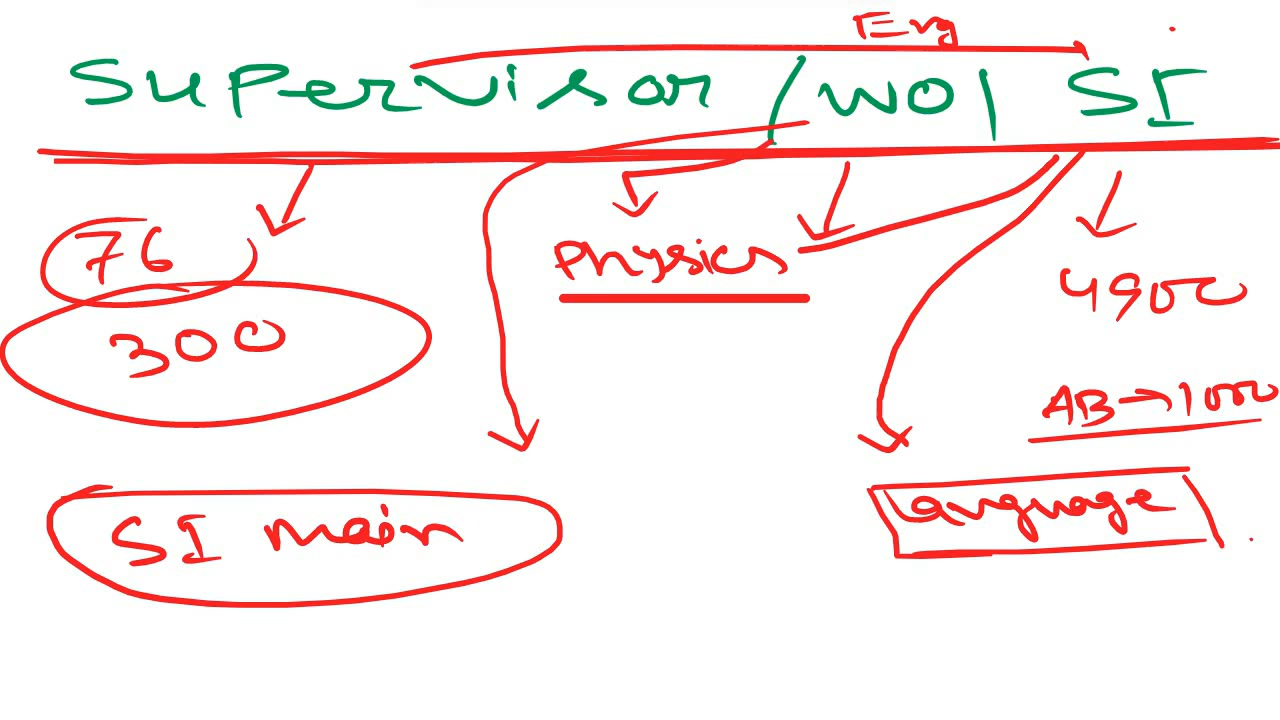 Eng
Supervisor /WO/ SI
76
Physics
4900
300
AB→1000
SI main
Language